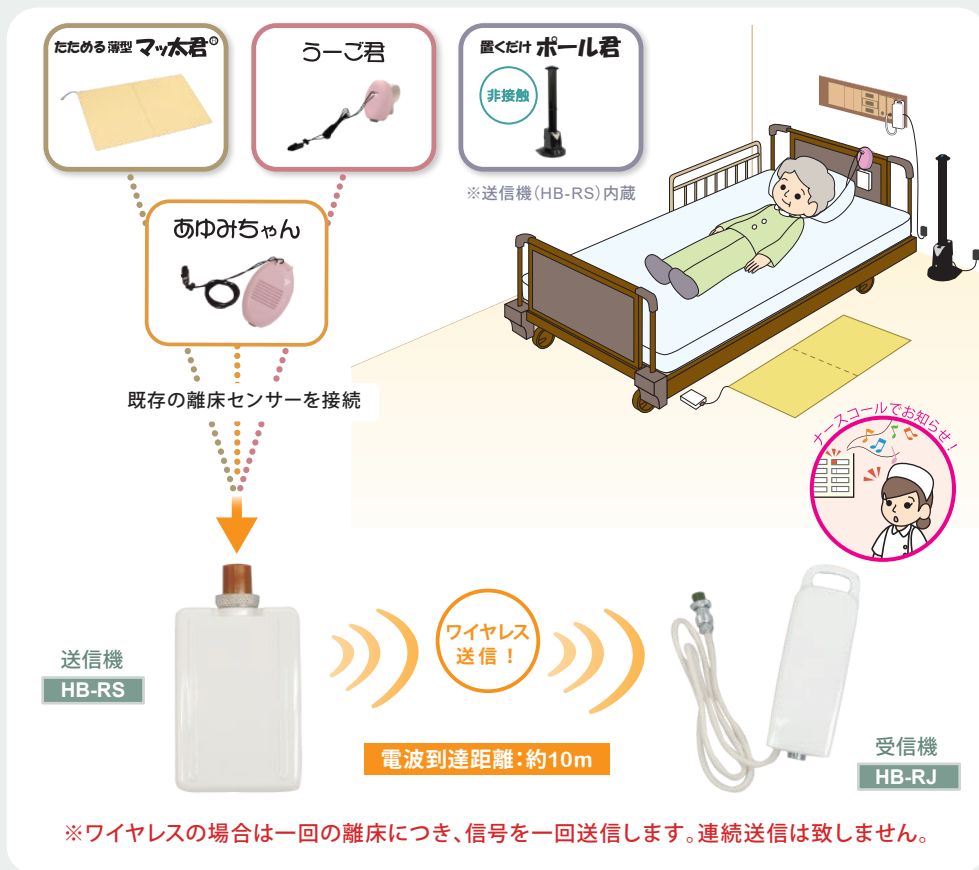 たためる薄型 マッ太君®
うーご君
置くだけ ポール君
非接触
※送信機(HB-RS)内蔵
あゆみちゃん
既存の離床センサーを接続
ナースコールでお知らせ！
ワイヤレス
送信！
送信機
HB-RS
電波到達距離：約10m
受信機
HB-RJ
※ワイヤレスの場合は一回の離床につき、信号を一回送信します。連続送信は致しません。